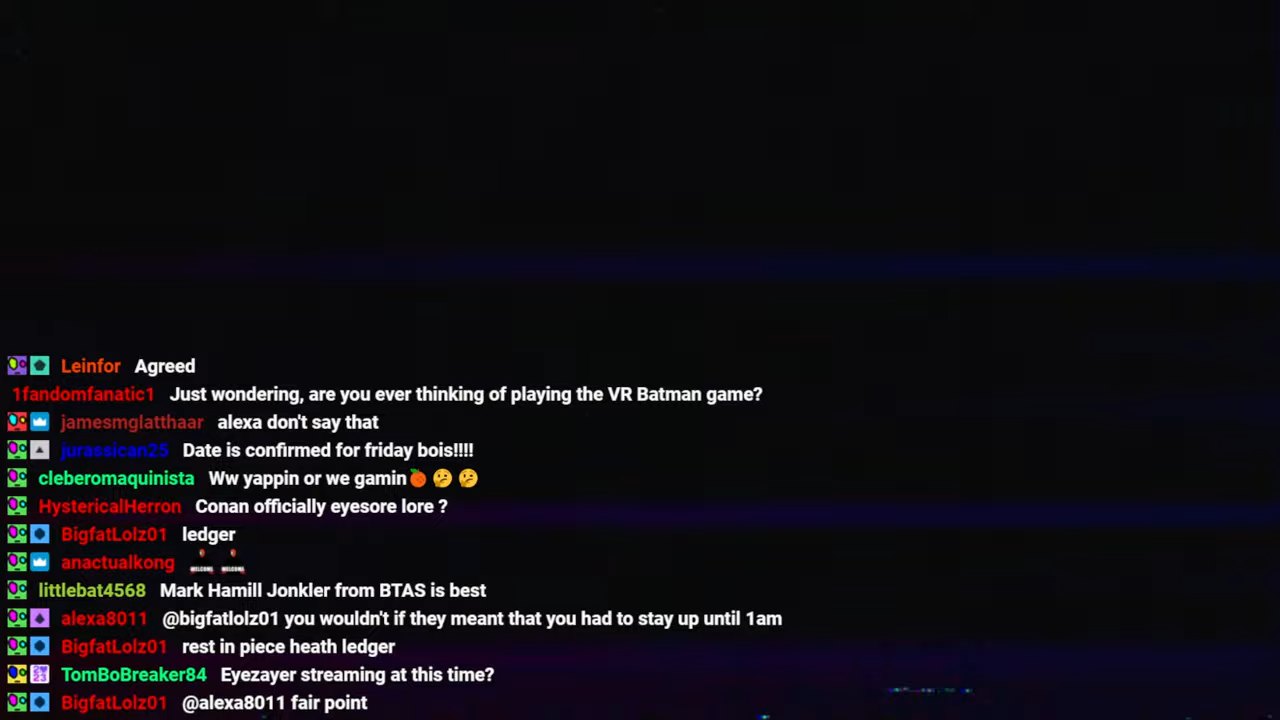 Leinfor Agreed
1fandomfanatic1 Just wondering, are you ever thinking of playing the VR Batman game?
jamesmglatthaar alexa don't say that
jurassican25 Date is confirmed for friday bois!!!!
cleberomaquinista Ww yappin or we gamin🍊🤔🤔
HystericalHerron Conan officially eyesore lore ?
BigfatLolz01 ledger
anactualkong WELCOME WELCOME
littlebat4568 Mark Hamill Jonkler from BTAS is best
alexa8011 @bigfatlolz01 you wouldn't if they meant that you had to stay up until 1am
BigfatLolz01 rest in piece heath ledger
TomBoBreaker84 Eyezayer streaming at this time?
BigfatLolz01 @alexa8011 fair point